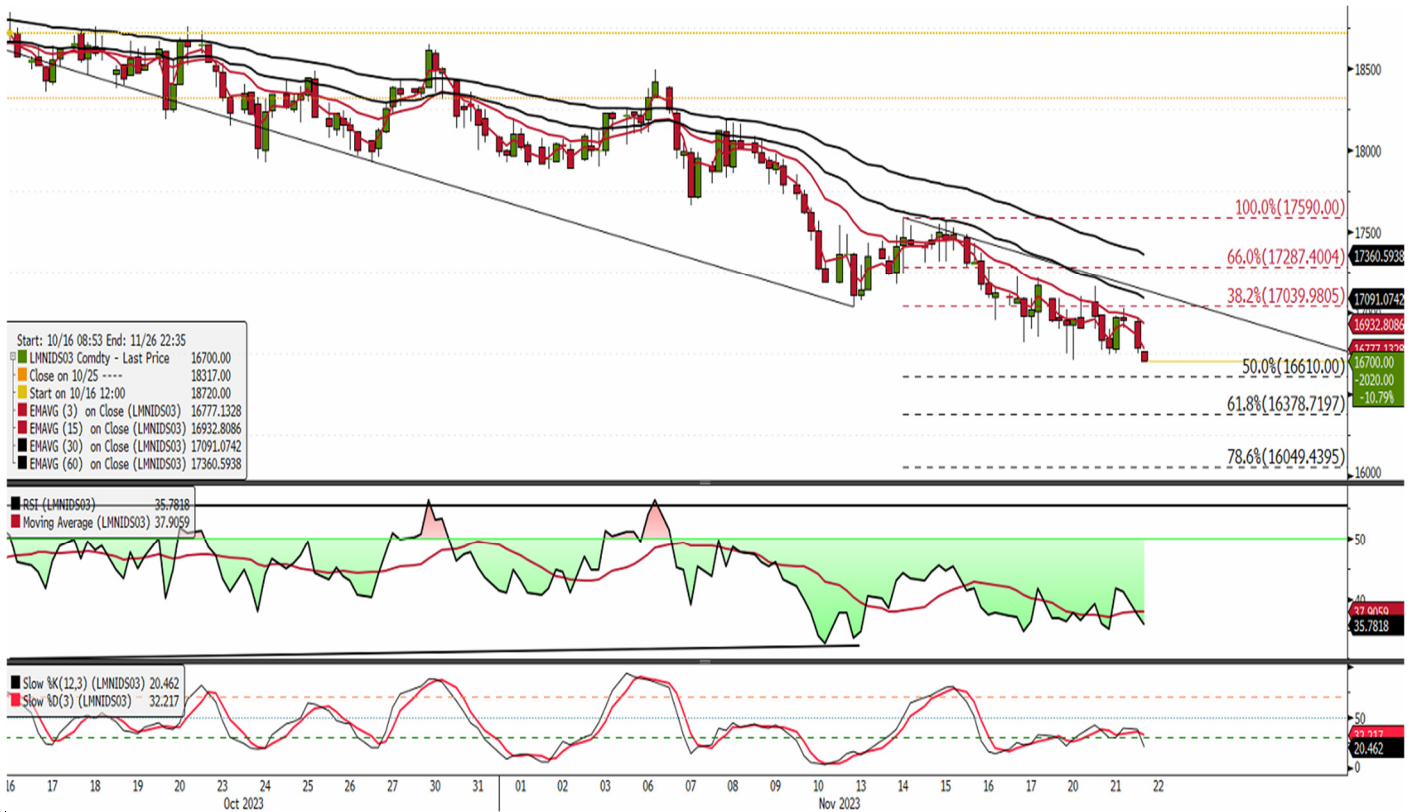 18500
18000
100.0%(17590.00)
17500
17360.5938
66.0%(17287.4004)
38.2%(17039.9805)
17091.0742
16932.8086
16777.1328
16700.00
-2020.00
-10.79%
50.0%(16610.00)
61.8%(16378.7197)
78.6%(16049.4395)
16000
Start: 10/16 08:53 End: 11/26 22:35
LMNIDS03 Comdty - Last Price 16700.00
Close on 10/25 ---- 18317.00
Start on 10/16 12:00 18720.00
EMAVG (3) on Close (LMNIDS03) 16777.1328
EMAVG (15) on Close (LMNIDS03) 16932.8086
EMAVG (30) on Close (LMNIDS03) 17091.0742
EMAVG (60) on Close (LMNIDS03) 17360.5938
RSI (LMNIDS03) 35.7818
Moving Average (LMNIDS03) 37.9059
50
40
37.9059
35.7818
Slow %K(12,3) (LMNIDS03) 20.462
Slow %D(3) (LMNIDS03) 32.217
50
32.217
20.462
0
16 17 18 19 20 23 24 25 26 27 30 31 01 02 03 06 07 08 09 10 13 14 15 16 17 20 21 22
Oct 2023 Nov 2023